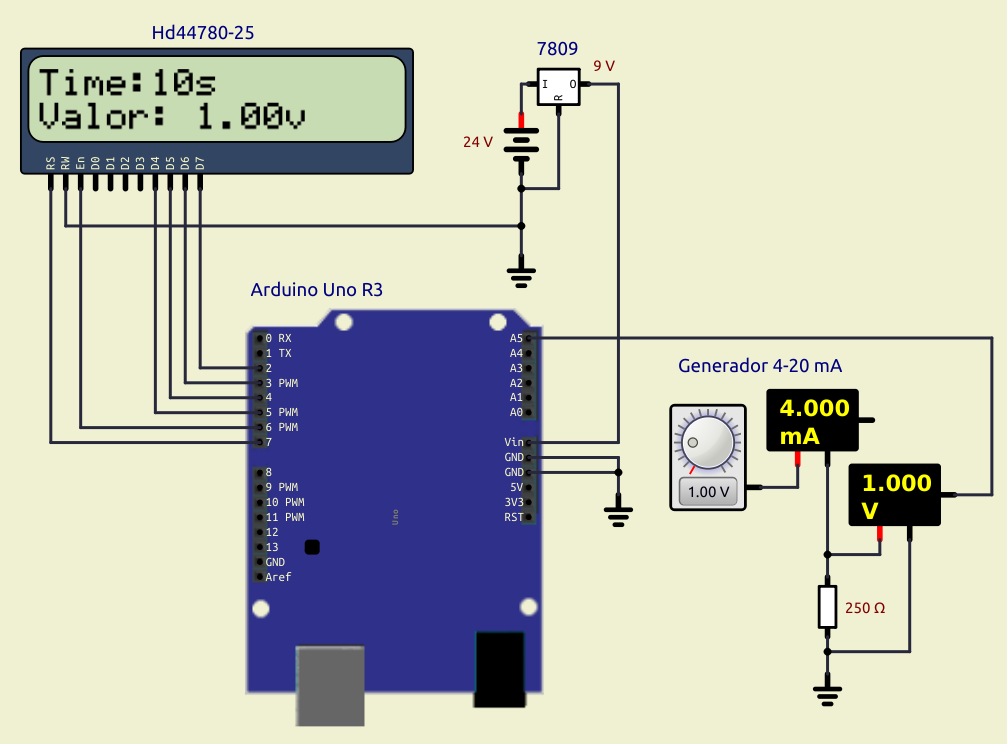 Hd44780-25
Time:10s
Valor: 1.00v
RS RW En D0 D1 D2 D3 D4 D5 D6 D7
7809
9 V
I O
R
24 V
Arduino Uno R3
0 RX
1 TX
2
3 PWM
4
5 PWM
6 PWM
7
8
9 PWM
10 PWM
11 PWM
12
13
GND
Aref
Uno
A5
A4
A3
A2
A1
A0
Vin
GND
GND
5V
3V3
RST
Generador 4-20 mA
1.00 V
4.000
mA
1.000
V
250 Ω